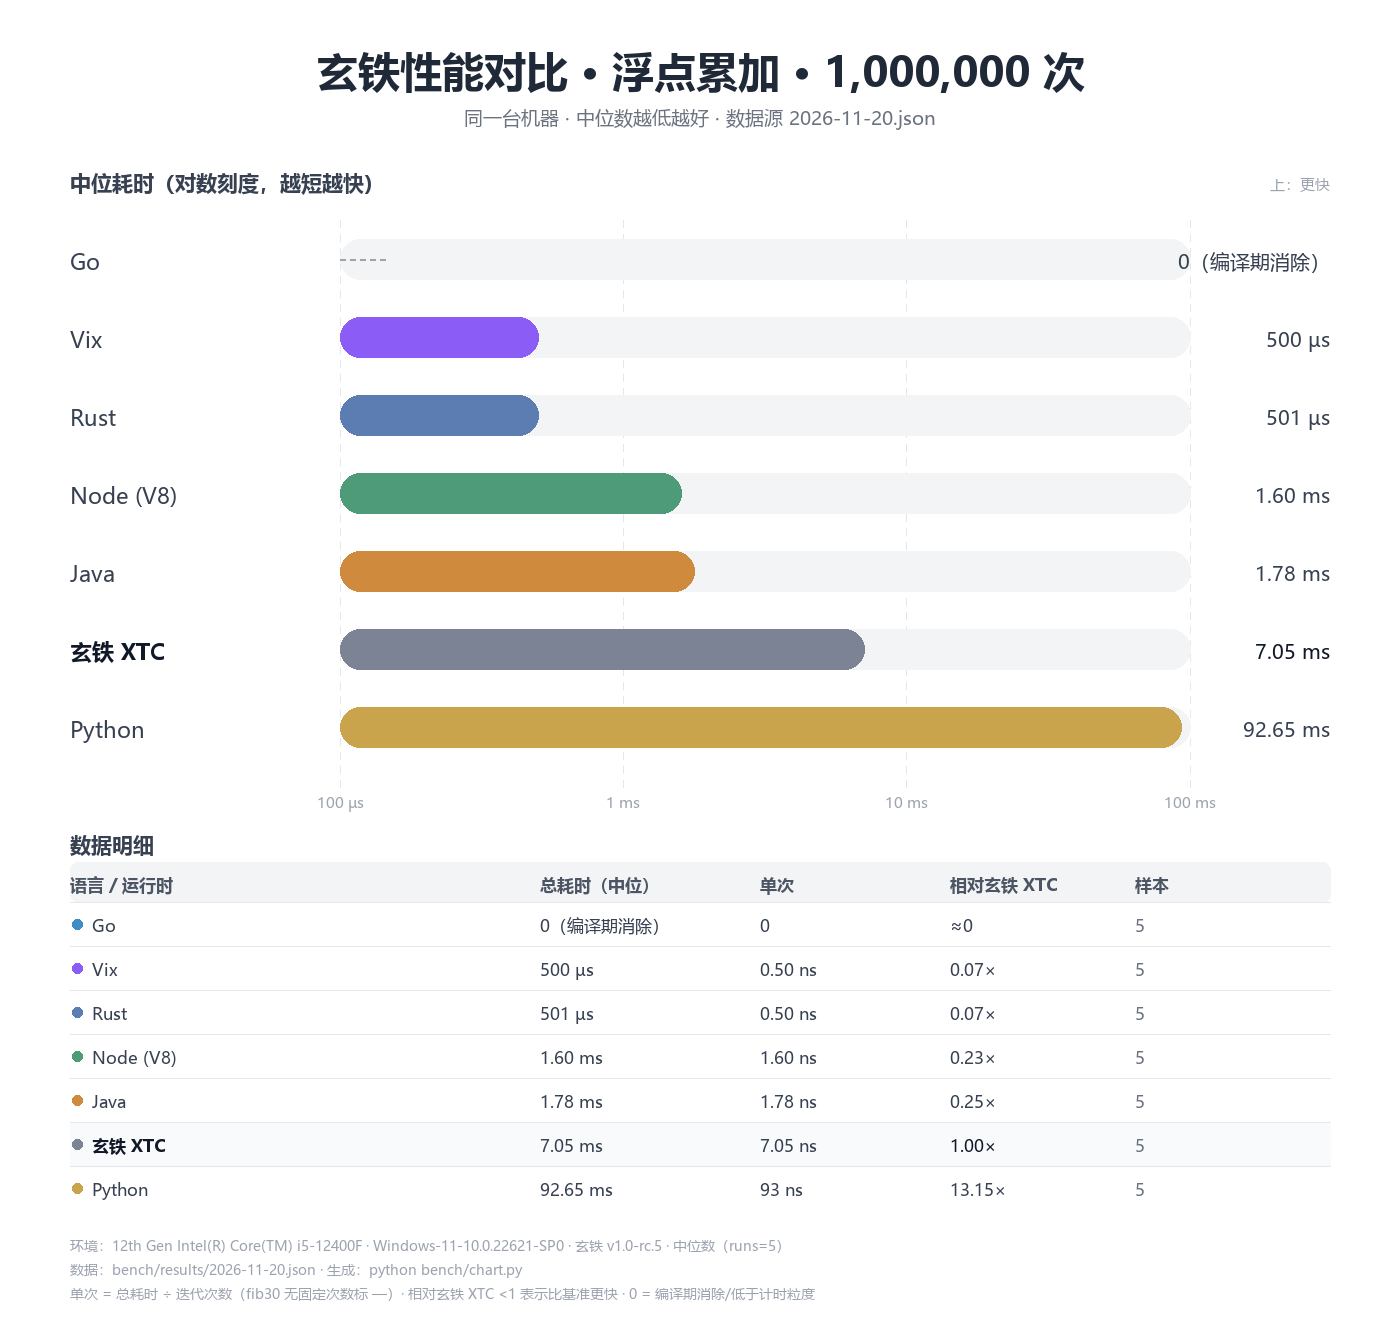 玄铁性能对比 • 浮点累加 • 1,000,000 次
同一台机器 · 中位数越低越好 · 数据源 2026-11-20.json
中位耗时（对数刻度，越短越快）
上：更快
Go
0（编译期消除）
Vix
500 µs
Rust
501 µs
Node (V8)
1.60 ms
Java
1.78 ms
玄铁 XTC
7.05 ms
Python
92.65 ms
100 µs
1 ms
10 ms
100 ms
数据明细
语言 / 运行时 总耗时（中位） 单次 相对玄铁 XTC 样本
Go 0（编译期消除） 0 ≈0 5
Vix 500 µs 0.50 ns 0.07× 5
Rust 501 µs 0.50 ns 0.07× 5
Node (V8) 1.60 ms 1.60 ns 0.23× 5
Java 1.78 ms 1.78 ns 0.25× 5
玄铁 XTC 7.05 ms 7.05 ns 1.00× 5
Python 92.65 ms 93 ns 13.15× 5
环境：12th Gen Intel(R) Core(TM) i5-12400F · Windows-11-10.0.22621-SP0 · 玄铁 v1.0-rc.5 · 中位数（runs=5）
数据：bench/results/2026-11-20.json · 生成：python bench/chart.py
单次 = 总耗时 ÷ 迭代次数（fib30 无固定次数标 —）· 相对玄铁 XTC <1 表示比基准更快 · 0 = 编译期消除/低于计时粒度